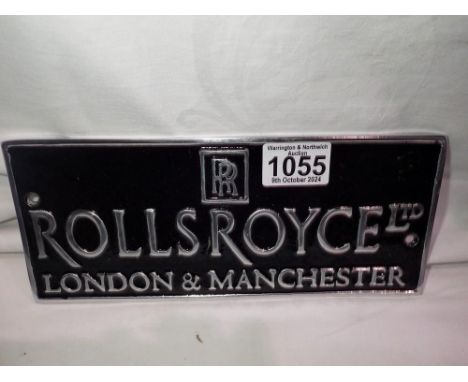 RR
Warrington & Northwich
Auction
1055
9th October 2024
ROLLSROYCE LTD
LONDON & MANCHESTER